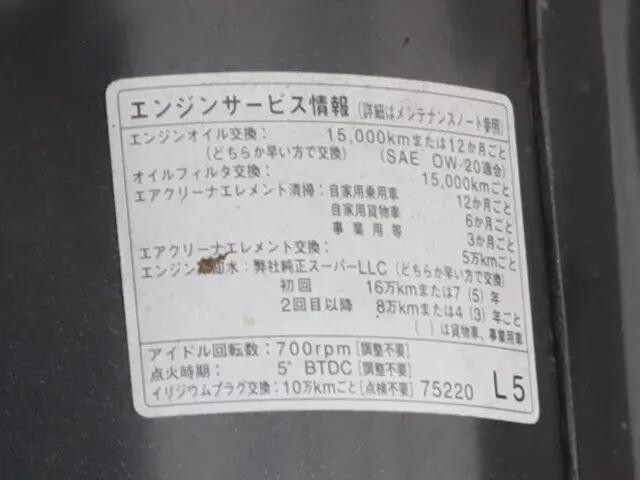 エンジンサービス情報 (詳細はメンテナンスノート参照)
エンジンオイル交換: 15,000kmまたは12か月ごと
(どちらか早い方で交換) (SAE 0W-20適合)
オイルフィルタ交換: 15,000kmごと
エアクリーナエレメント清掃: 自家用乗用車 12か月ごと
自家用貨物車 6か月ごと
事業用等 3か月ごと
エアクリーナエレメント交換: 5万kmごと
エンジン 却水: 弊社純正スーパーLLC (どちらか早い方で交換)
初回 16万kmまたは7 (5) 年
2回目以降 8万kmまたは4 (3) 年ごと
( ) は貨物車、事業用車
アイドル回転数: 700rpm [調整不要]
点火時期: 5° BTDC [調整不要]
イリジウムプラグ交換: 10万kmごと [点検不要] 75220 L5